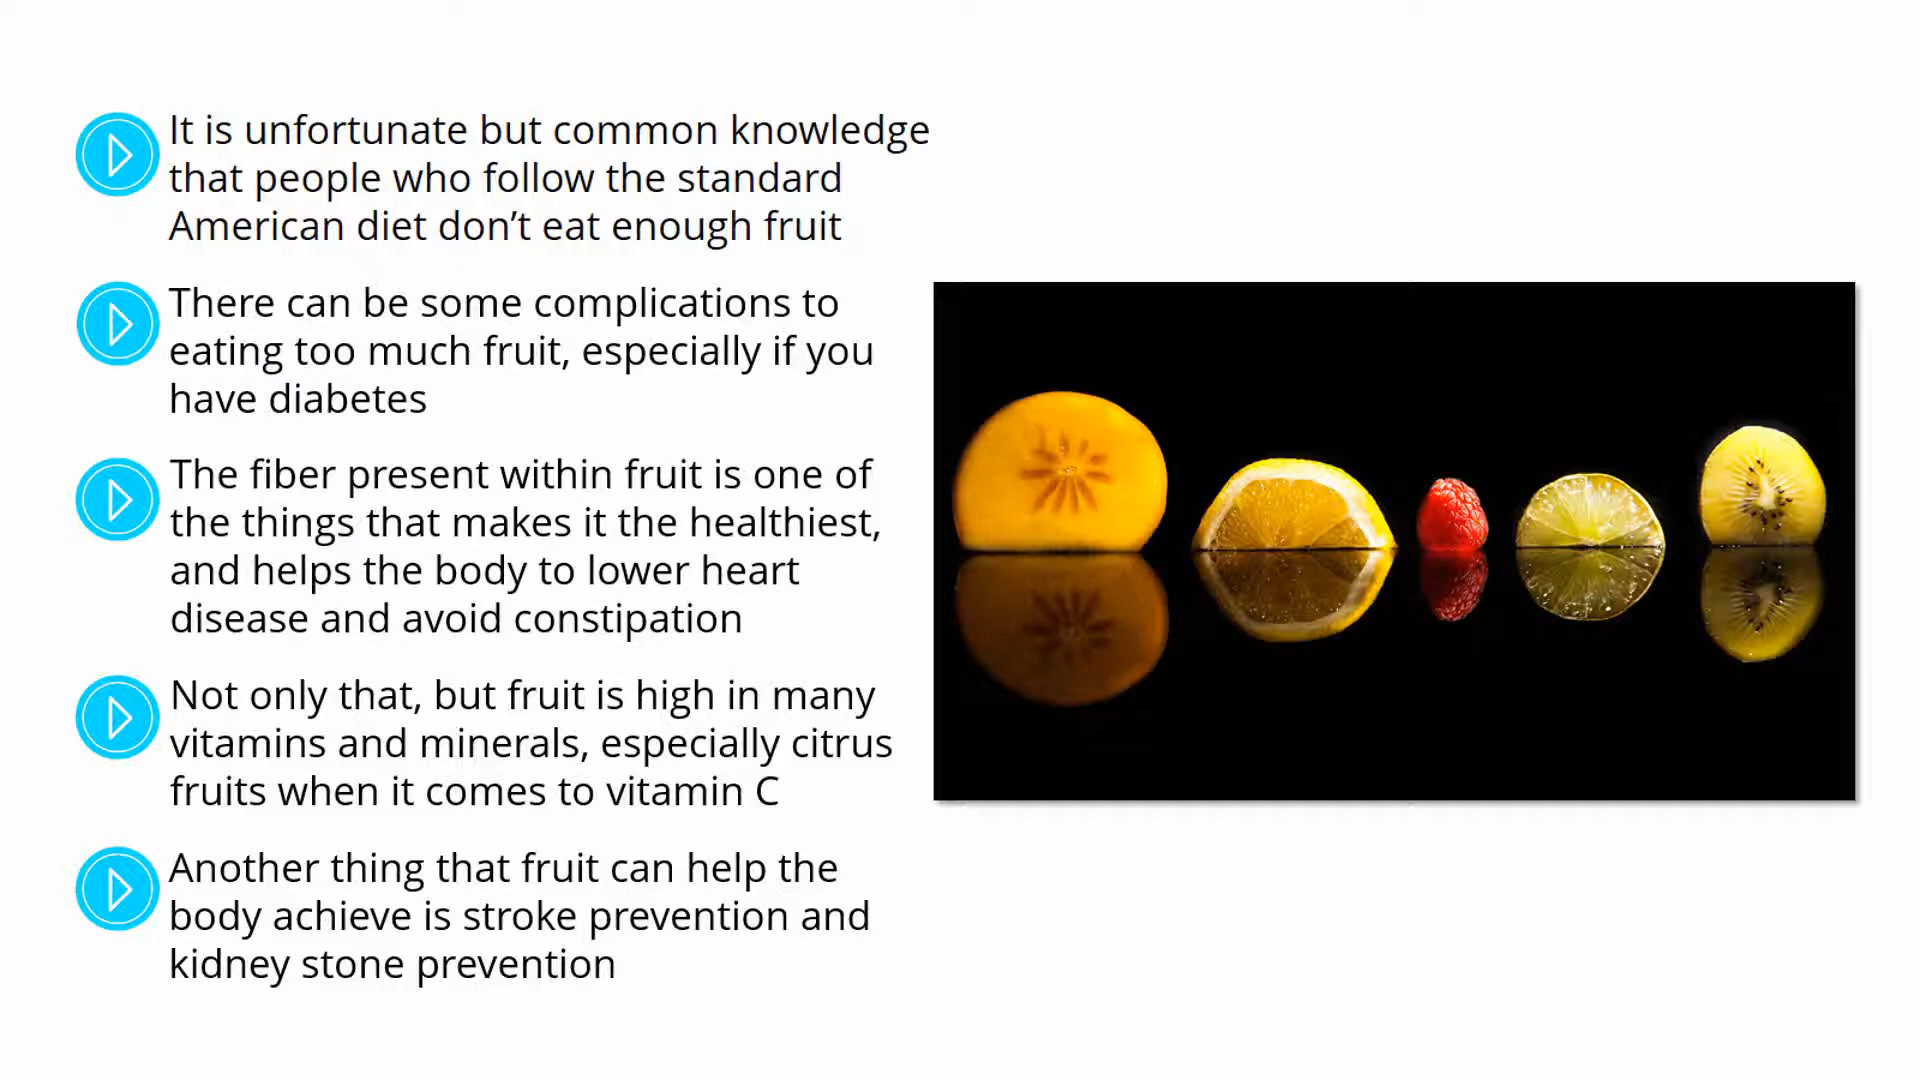 It is unfortunate but common knowledge
that people who follow the standard
American diet don’t eat enough fruit
There can be some complications to
eating too much fruit, especially if you
have diabetes
The fiber present within fruit is one of
the things that makes it the healthiest,
and helps the body to lower heart
disease and avoid constipation
Not only that, but fruit is high in many
vitamins and minerals, especially citrus
fruits when it comes to vitamin C
Another thing that fruit can help the
body achieve is stroke prevention and
kidney stone prevention